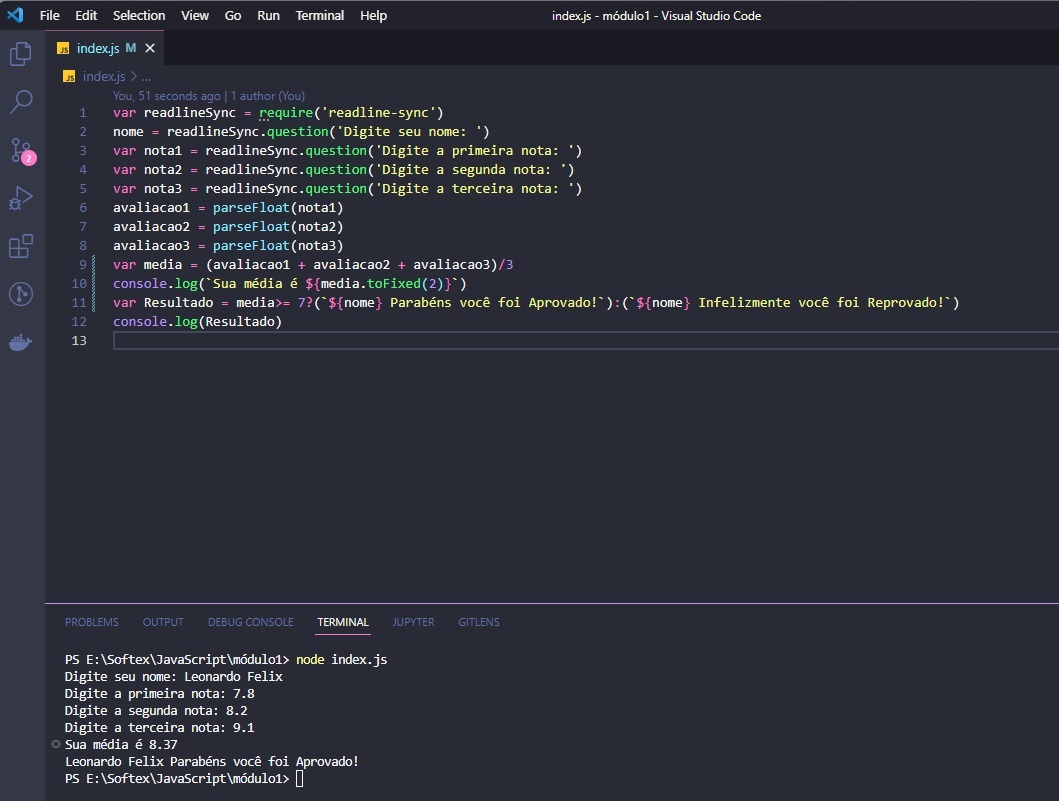 File Edit Selection View Go Run Terminal Help index.js - módulo1 - Visual Studio Code
JS index.js M ✕
JS index.js > ...
You, 51 seconds ago | 1 author (You)
1 var readlineSync = require('readline-sync')
2 nome = readlineSync.question('Digite seu nome: ')
3 var nota1 = readlineSync.question('Digite a primeira nota: ')
4 var nota2 = readlineSync.question('Digite a segunda nota: ')
5 var nota3 = readlineSync.question('Digite a terceira nota: ')
6 avaliacao1 = parseFloat(nota1)
7 avaliacao2 = parseFloat(nota2)
8 avaliacao3 = parseFloat(nota3)
9 var media = (avaliacao1 + avaliacao2 + avaliacao3)/3
10 console.log(`Sua média é ${media.toFixed(2)}`)
11 var Resultado = media>= 7?(`${nome} Parabéns você foi Aprovado!`):(`${nome} Infelizmente você foi Reprovado!`)
12 console.log(Resultado)
13
2
PROBLEMS OUTPUT DEBUG CONSOLE TERMINAL JUPYTER GITLENS
PS E:\Softex\JavaScript\módulo1> node index.js
Digite seu nome: Leonardo Felix
Digite a primeira nota: 7.8
Digite a segunda nota: 8.2
Digite a terceira nota: 9.1
Sua média é 8.37
Leonardo Felix Parabéns você foi Aprovado!
PS E:\Softex\JavaScript\módulo1>